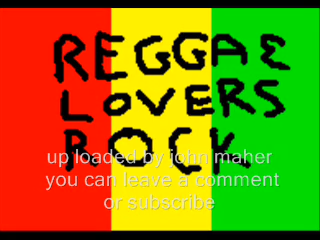 REGGAE
LOVERS
ROCK
up loaded by john maher
you can leave a comment
or subscribe